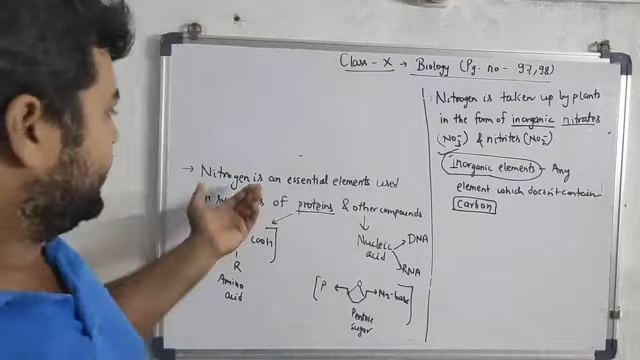 Class - X → Biology (Pg. no - 97,98)
→ Nitrogen is an essential elements used
of proteins & other compounds.
cooh
R
Amino
acid
Nucleic
acid
DNA
RNA
P
N2-base
Pentose
sugar
Nitrogen is taken up by plants
in the form of inorganic nitrates
(NO3-) & nitrites (NO2-)
Inorganic elements - Any
element which doesn't contain
carbon